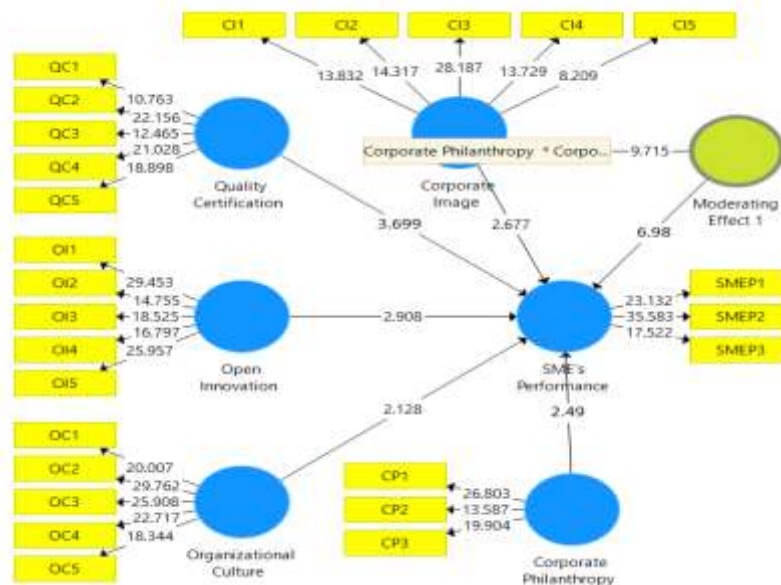 CI1
CI2
CI3
CI4
CI5
13.832
14.317
28.187
13.729
8.209
QC1
QC2
QC3
QC4
QC5
10.763
22.156
12.465
21.028
18.898
Quality
Certification
Corporate Philanthropy * Corpo...
Corporate
Image
9.715
Moderating
Effect 1
3.699
2.677
6.98
OI1
OI2
OI3
OI4
OI5
29.453
14.755
18.525
16.797
25.957
Open
Innovation
2.908
SME's
Performance
23.132
35.583
17.522
SMEP1
SMEP2
SMEP3
2.128
2.49
OC1
OC2
OC3
OC4
OC5
20.007
29.762
25.908
22.717
18.344
Organizational
Culture
CP1
CP2
CP3
26.803
13.587
19.904
Corporate
Philanthropy